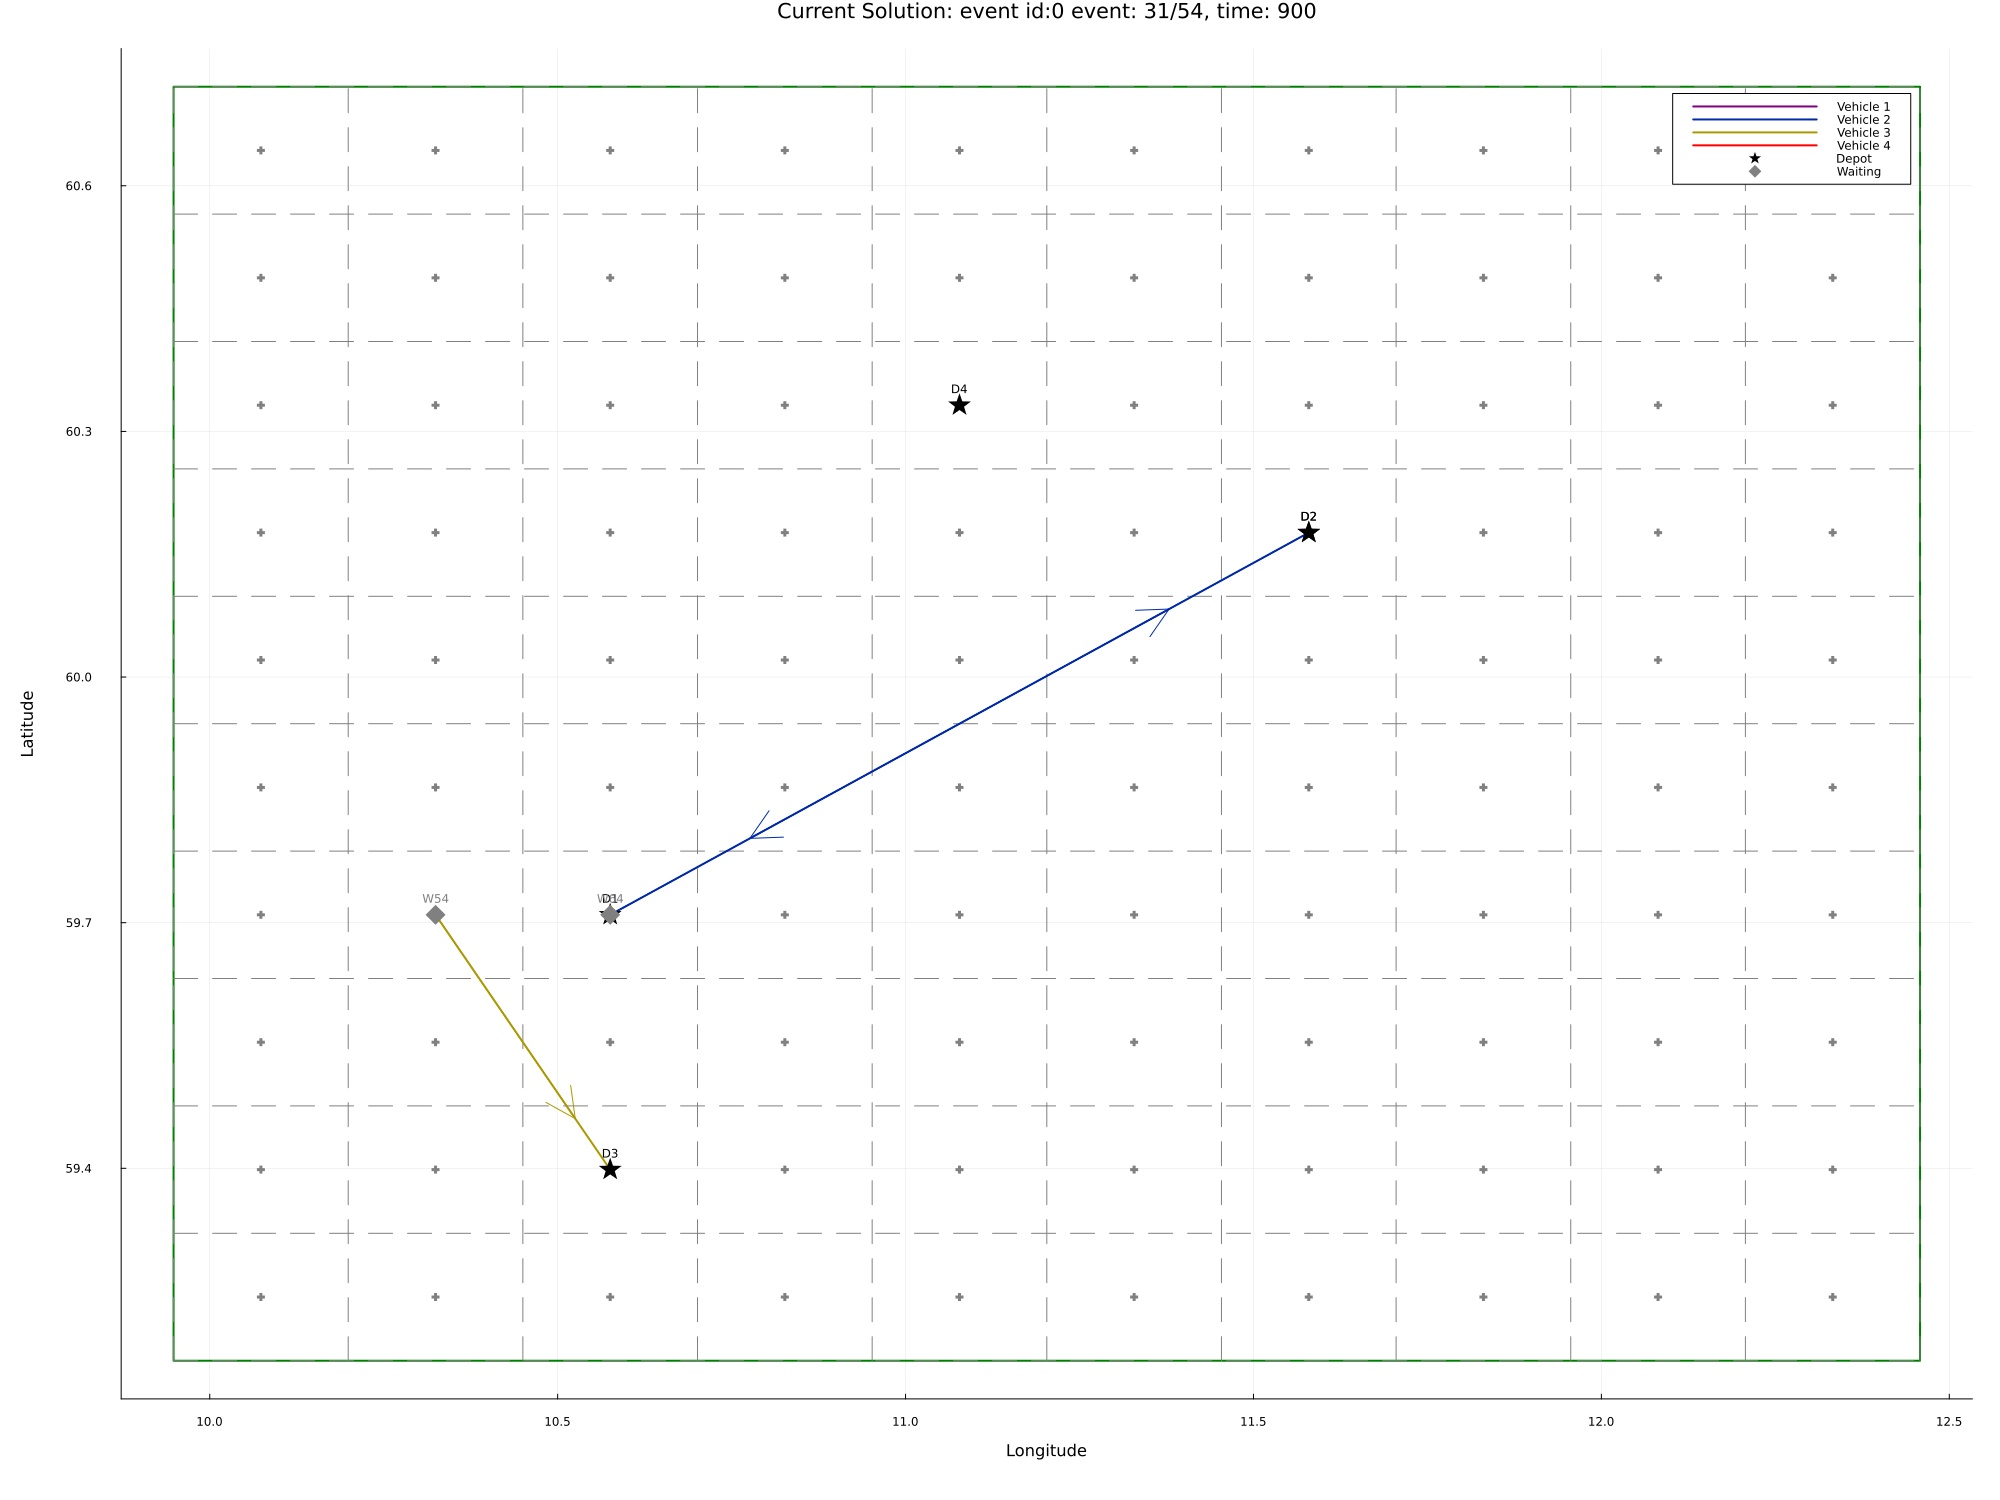 Current Solution: event id:0 event: 31/54, time: 900
Vehicle 1
Vehicle 2
Vehicle 3
Vehicle 4
Depot
Waiting
60.6
60.3
60.0
59.7
59.4
Latitude
D4
D2
W54
D1
D3
10.0
10.5
11.0
11.5
12.0
12.5
Longitude